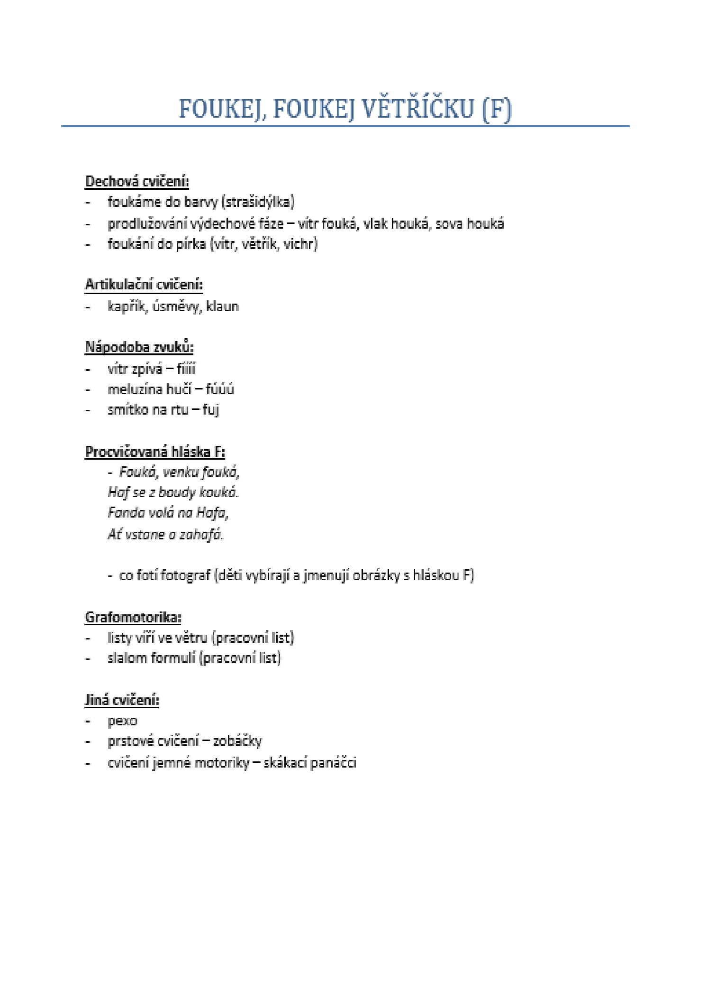 FOUKEJ, FOUKEJ VĚTŘÍČKU (F)
Dechová cvičení:
- foukáme do barvy (strašidýlka)
- prodlužování výdechové fáze – vítr fouká, vlak houká, sova houká
- foukání do pírka (vítr, větřík, vichr)
Artikulační cvičení:
- kapřík, úsměvy, klaun
Nápodoba zvuků:
- vítr zpívá – fíííí
- meluzína hučí – fúúú
- smítko na rtu – fuj
Procvičovaná hláska F:
- Fouká, venku fouká,
Haf se z boudy kouká.
Fanda volá na Hafa,
Ať vstane a zahafá.
- co fotí fotograf (děti vybírají a jmenují obrázky s hláskou F)
Grafomotorika:
- listy víří ve větru (pracovní list)
- slalom formulí (pracovní list)
Jiná cvičení:
- pexo
- prstové cvičení – zobáčky
- cvičení jemné motoriky – skákací panáčci